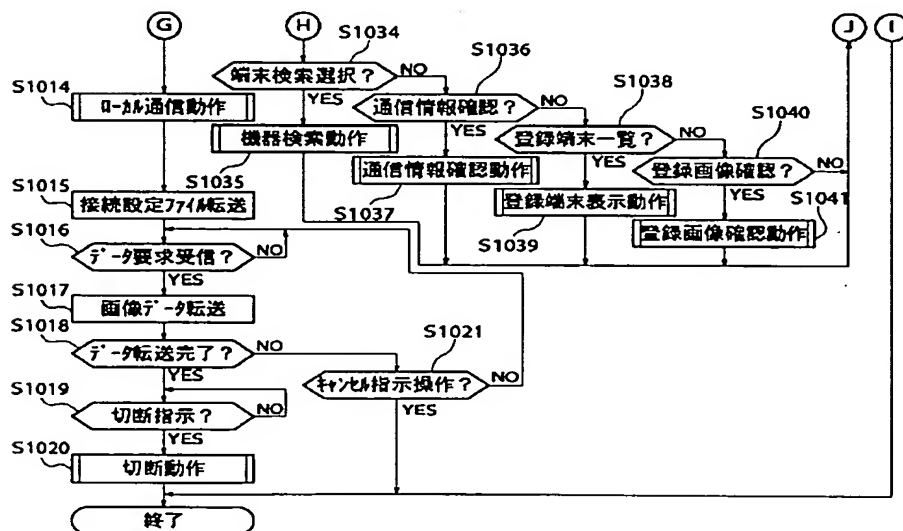 G
H
J
I
S1034
端末検索選択？
NO
YES
S1036
通信情報確認？
NO
YES
S1038
登録端末一覧？
NO
YES
S1040
登録画像確認？
NO
YES
S1014
ローカル通信動作
機器検索動作
S1035
通信情報確認動作
S1037
登録端末表示動作
S1039
登録画像確認動作
S1041
S1015
接続設定ファイル転送
S1016
データ要求受信？
NO
YES
S1017
画像データ転送
S1018
データ転送完了？
NO
YES
S1021
キャンセル指示操作？
NO
YES
S1019
切断指示？
NO
YES
S1020
切断動作
終了